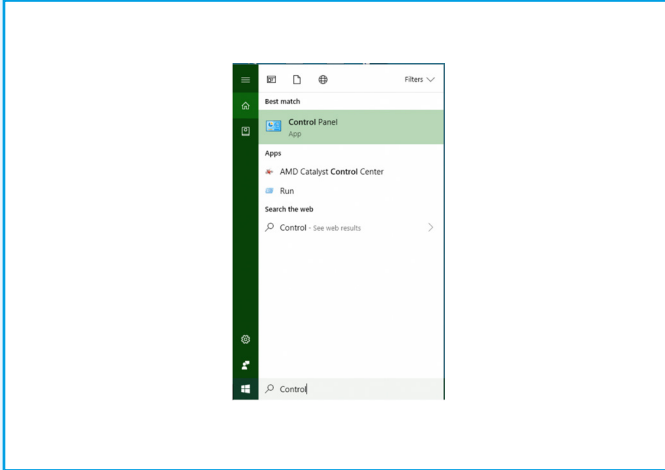 Filters
Best match
Control Panel
App
Apps
AMD Catalyst Control Center
Run
Search the web
Control - See web results
Control